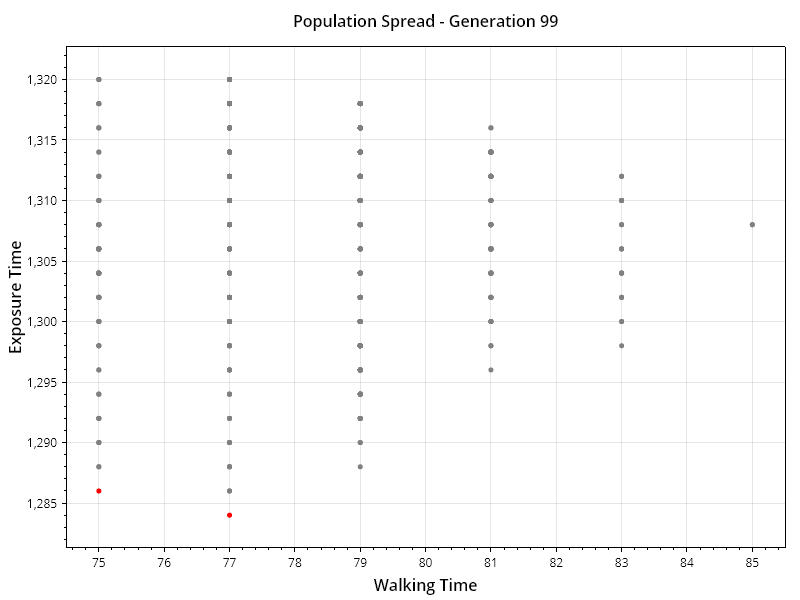 Population Spread - Generation 99
1,320
1,315
1,310
1,305
1,300
1,295
1,290
1,285
Exposure Time
75 76 77 78 79 80 81 82 83 84 85
Walking Time